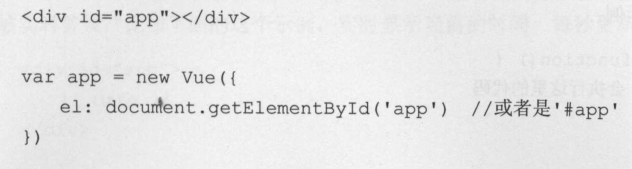 <div id="app"></div>
var app = new Vue({
el: document.getElementById('app') //或者是'#app'
})